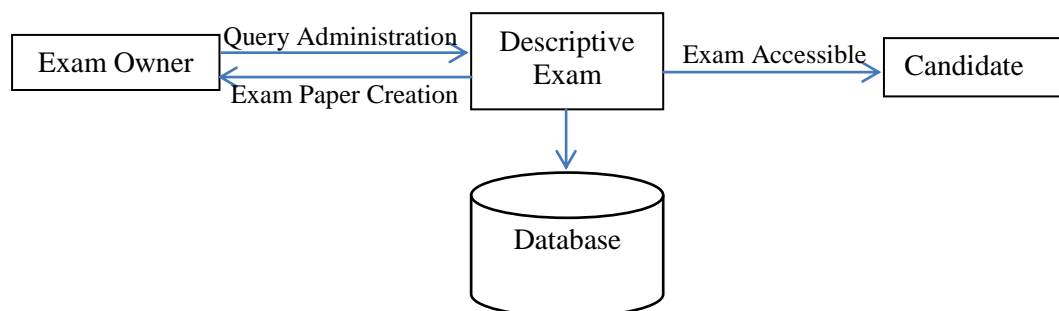 Query Administration
Exam Owner
Exam Paper Creation
Descriptive
Exam
Exam Accessible
Candidate
Database